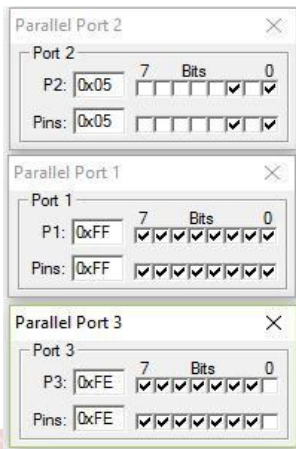 Parallel Port 2
Port 2
7 Bits 0
P2: 0x05
Pins: 0x05
Parallel Port 1
Port 1
7 Bits 0
P1: 0xFF
Pins: 0xFF
Parallel Port 3
Port 3
7 Bits 0
P3: 0xFE
Pins: 0xFE